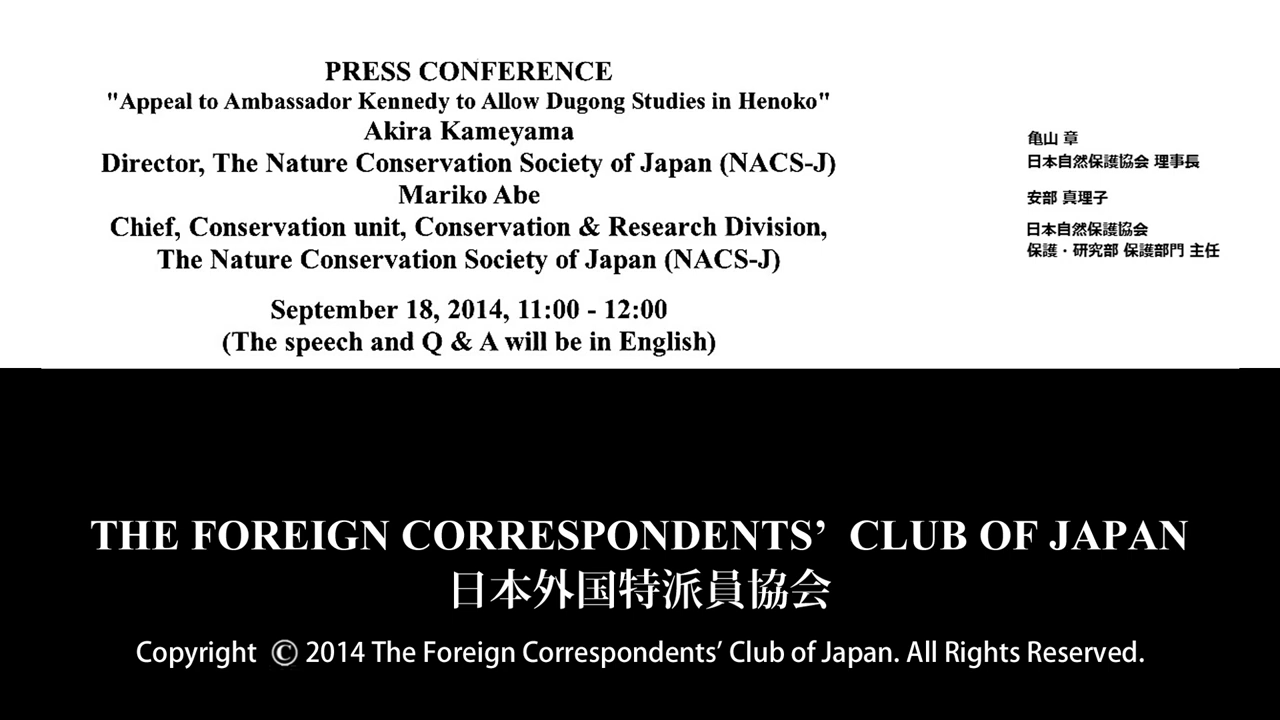 PRESS CONFERENCE
"Appeal to Ambassador Kennedy to Allow Dugong Studies in Henoko"
Akira Kameyama
Director, The Nature Conservation Society of Japan (NACS-J)
Mariko Abe
Chief, Conservation unit, Conservation & Research Division,
The Nature Conservation Society of Japan (NACS-J)
September 18, 2014, 11:00 - 12:00
(The speech and Q & A will be in English)
亀山 章
日本自然保護協会 理事長
安部 真理子
日本自然保護協会
保護・研究部 保護部門 主任
THE FOREIGN CORRESPONDENTS’ CLUB OF JAPAN
日本外国特派員協会
Copyright © 2014 The Foreign Correspondents’ Club of Japan. All Rights Reserved.